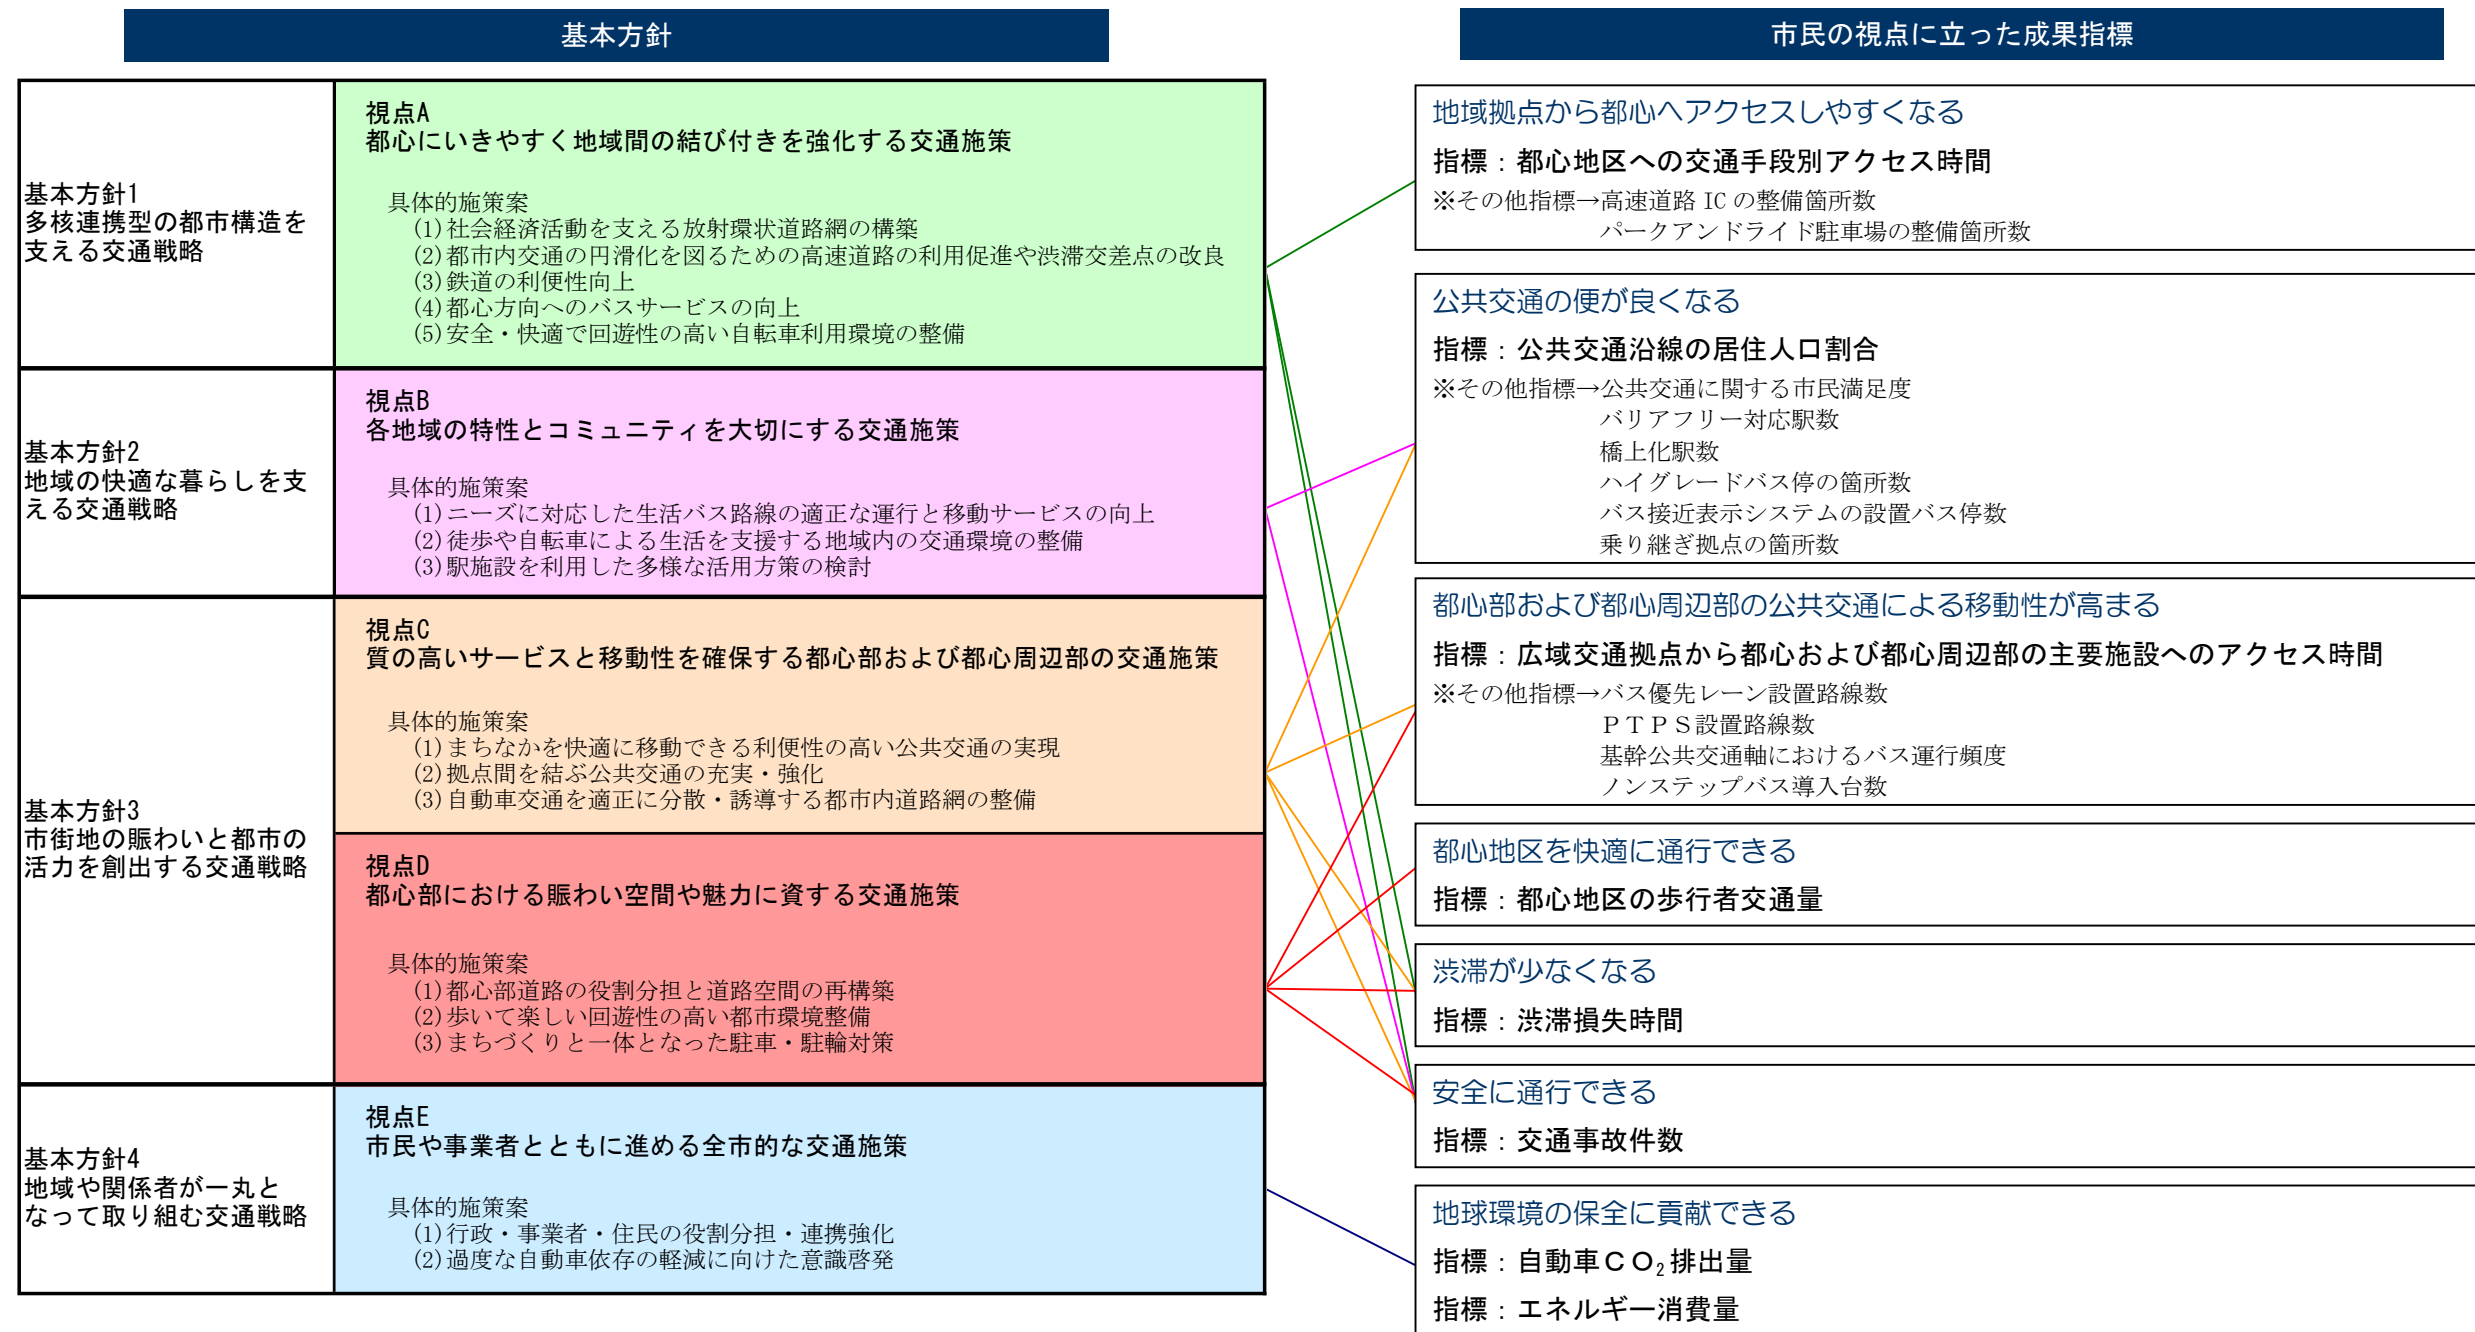 基本方針
市民の視点に立った成果指標
基本方針1
多核連携型の都市構造を
支える交通戦略
視点A
都心にいきやすく地域間の結び付きを強化する交通施策
具体的施策案
(1)社会経済活動を支える放射環状道路網の構築
(2)都市内交通の円滑化を図るための高速道路の利用促進や渋滞交差点の改良
(3)鉄道の利便性向上
(4)都心方向へのバスサービスの向上
(5)安全・快適で回遊性の高い自転車利用環境の整備
基本方針2
地域の快適な暮らしを支
える交通戦略
視点B
各地域の特性とコミュニティを大切にする交通施策
具体的施策案
(1)ニーズに対応した生活バス路線の適正な運行と移動サービスの向上
(2)徒歩や自転車による生活を支援する地域内の交通環境の整備
(3)駅施設を利用した多様な活用方策の検討
基本方針3
市街地の賑わいと都市の
活力を創出する交通戦略
視点C
質の高いサービスと移動性を確保する都心部および都心周辺部の交通施策
具体的施策案
(1)まちなかを快適に移動できる利便性の高い公共交通の実現
(2)拠点間を結ぶ公共交通の充実・強化
(3)自動車交通を適正に分散・誘導する都市内道路網の整備
視点D
都心部における賑わい空間や魅力に資する交通施策
具体的施策案
(1)都心部道路の役割分担と道路空間の再構築
(2)歩いて楽しい回遊性の高い都市環境整備
(3)まちづくりと一体となった駐車・駐輪対策
基本方針4
地域や関係者が一丸と
なって取り組む交通戦略
視点E
市民や事業者とともに進める全市的な交通施策
具体的施策案
(1)行政・事業者・住民の役割分担・連携強化
(2)過度な自動車依存の軽減に向けた意識啓発
地域拠点から都心へアクセスしやすくなる
指標：都心地区への交通手段別アクセス時間
※その他指標→高速道路 IC の整備箇所数
パークアンドライド駐車場の整備箇所数
公共交通の便が良くなる
指標：公共交通沿線の居住人口割合
※その他指標→公共交通に関する市民満足度
バリアフリー対応駅数
橋上化駅数
ハイグレードバス停の箇所数
バス接近表示システムの設置バス停数
乗り継ぎ拠点の箇所数
都心部および都心周辺部の公共交通による移動性が高まる
指標：広域交通拠点から都心および都心周辺部の主要施設へのアクセス時間
※その他指標→バス優先レーン設置路線数
ＰＴＰＳ設置路線数
基幹公共交通軸におけるバス運行頻度
ノンステップバス導入台数
都心地区を快適に通行できる
指標：都心地区の歩行者交通量
渋滞が少なくなる
指標：渋滞損失時間
安全に通行できる
指標：交通事故件数
地球環境の保全に貢献できる
指標：自動車ＣＯ₂排出量
指標：エネルギー消費量